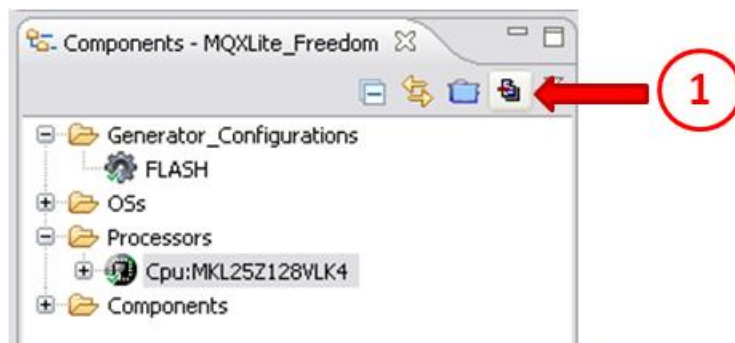 Components - MQXLite_Freedom
1
Generator_Configurations
FLASH
OSs
Processors
Cpu:MKL25Z128VLK4
Components